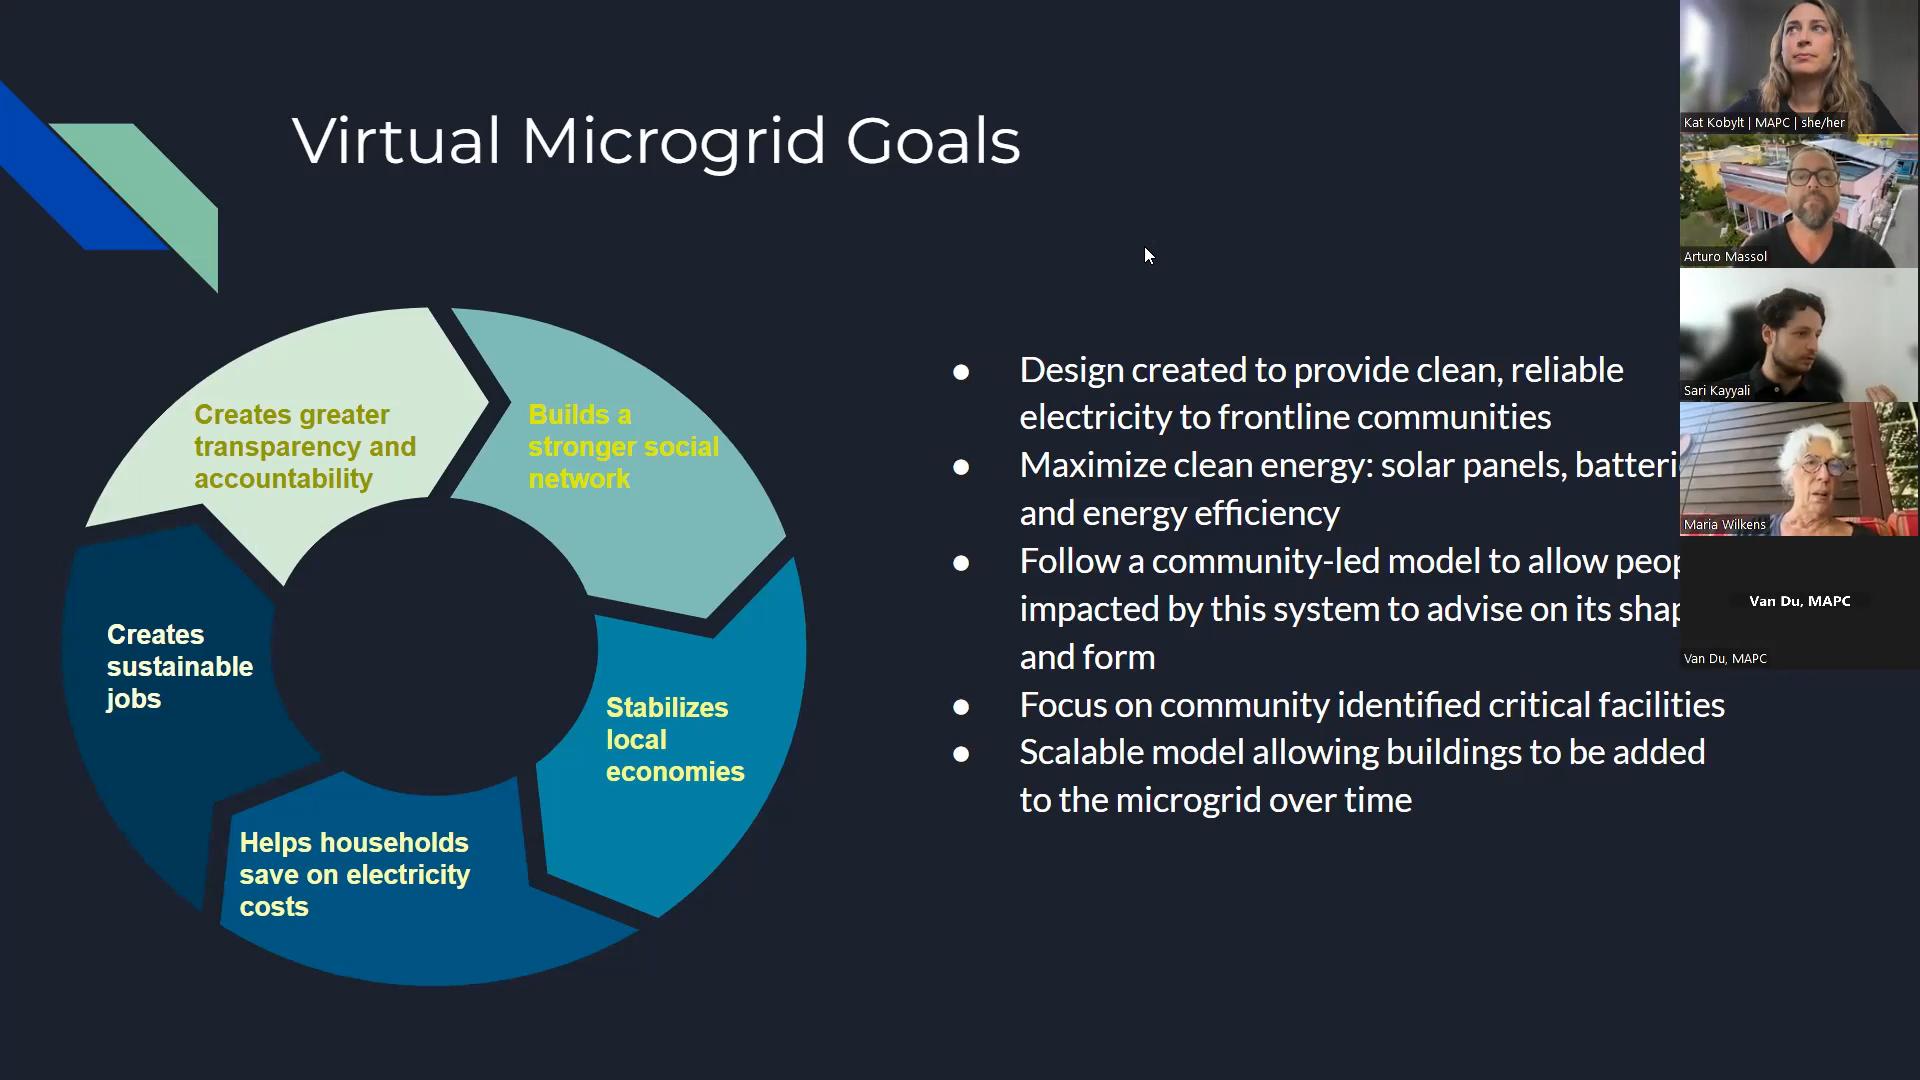 Virtual Microgrid Goals
Creates greater
transparency and
accountability
Builds a
stronger social
network
Creates
sustainable
jobs
Stabilizes
local
economies
Helps households
save on electricity
costs
● Design created to provide clean, reliable
electricity to frontline communities
● Maximize clean energy: solar panels, batteri
and energy efficiency
● Follow a community-led model to allow peop
impacted by this system to advise on its shap
and form
● Focus on community identified critical facilities
● Scalable model allowing buildings to be added
to the microgrid over time
Kat Kobylt | MAPC | she/her
Arturo Massol
Sari Kayyali
Maria Wilkens
Van Du, MAPC
Van Du, MAPC